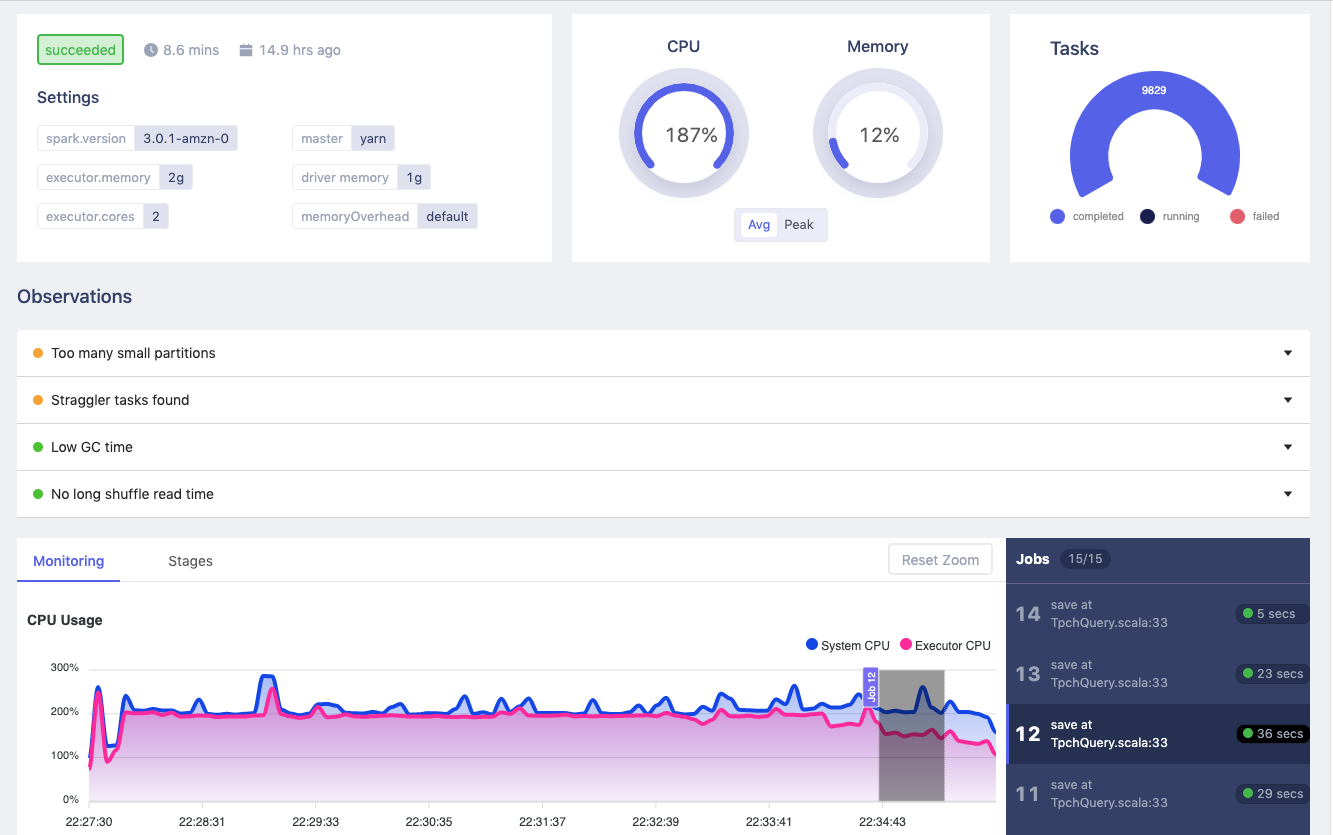 succeeded 8.6 mins 14.9 hrs ago
Settings
spark.version 3.0.1-amzn-0 master yarn
executor.memory 2g driver memory 1g
executor.cores 2 memoryOverhead default
CPU Memory
187% 12%
Avg Peak
Tasks
9829
completed running failed
Observations
Too many small partitions
Straggler tasks found
Low GC time
No long shuffle read time
Monitoring Stages Reset Zoom
CPU Usage
System CPU Executor CPU
300%
200%
100%
0%
Job 12
22:27:30 22:28:31 22:29:33 22:30:35 22:31:37 22:32:39 22:33:41 22:34:43
Jobs 15/15
14 save at
TpchQuery.scala:33 5 secs
13 save at
TpchQuery.scala:33 23 secs
12 save at
TpchQuery.scala:33 36 secs
11 save at
TpchQuery.scala:33 29 secs